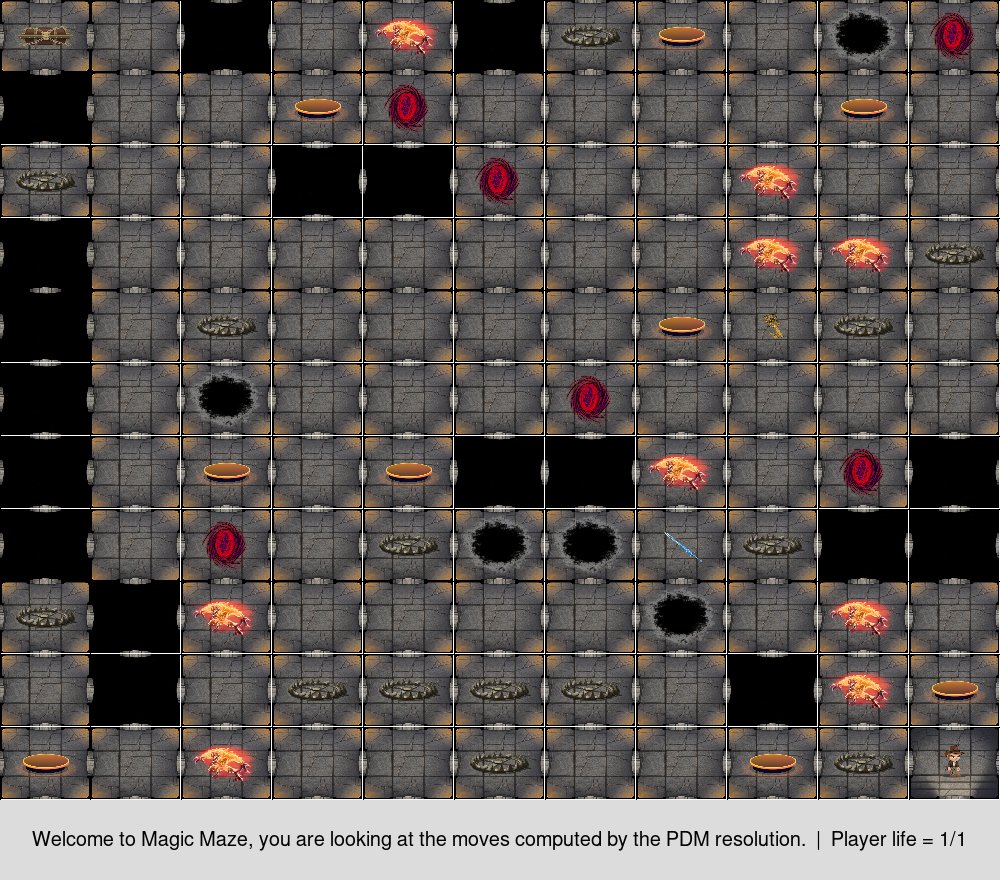 Welcome to Magic Maze, you are looking at the moves computed by the PDM resolution. | Player life = 1/1